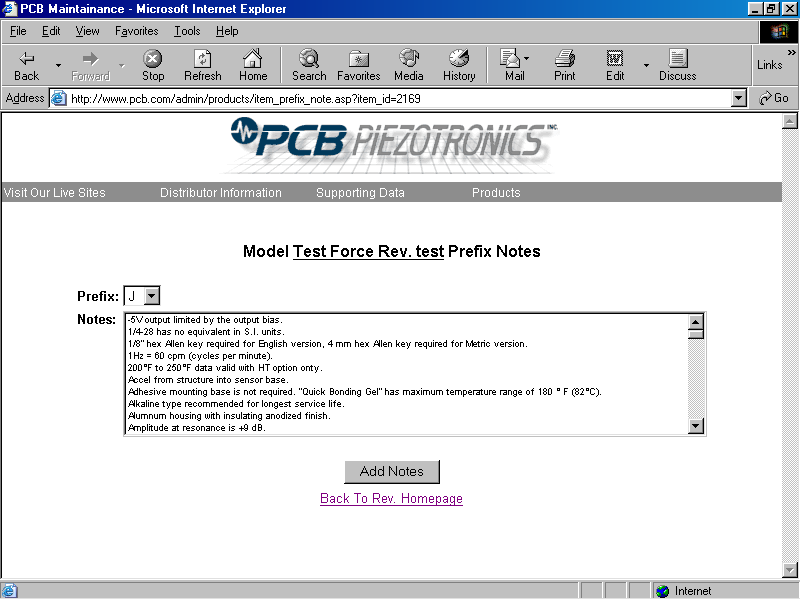 PCB Maintainance - Microsoft Internet Explorer
File Edit View Favorites Tools Help
Back Forward Stop Refresh Home Search Favorites Media History Mail Print Edit Discuss Links »
Address http://www.pcb.com/admin/products/item_prefix_note.asp?item_id=2169 Go
PCB PIEZOTRONICS INC.
Visit Our Live Sites Distributor Information Supporting Data Products
Model Test Force Rev. test Prefix Notes
Prefix: J
Notes: -5V output limited by the output bias.
1/4-28 has no equivalent in S.I. units.
1/8" hex Allen key required for English version, 4 mm hex Allen key required for Metric version.
1Hz = 60 cpm (cycles per minute).
200°F to 250°F data valid with HT option onty.
Accel from structure into sensor base.
Adhesive mounting base is not required. "Quick Bonding Gel" has maximum temperature range of 180 ° F (82°C).
Alkaline type recommended for longest service life.
Alumnum housing with insulating anodized finish.
Amplitude at resonance is +9 dB.
Add Notes
Back To Rev. Homepage
Internet